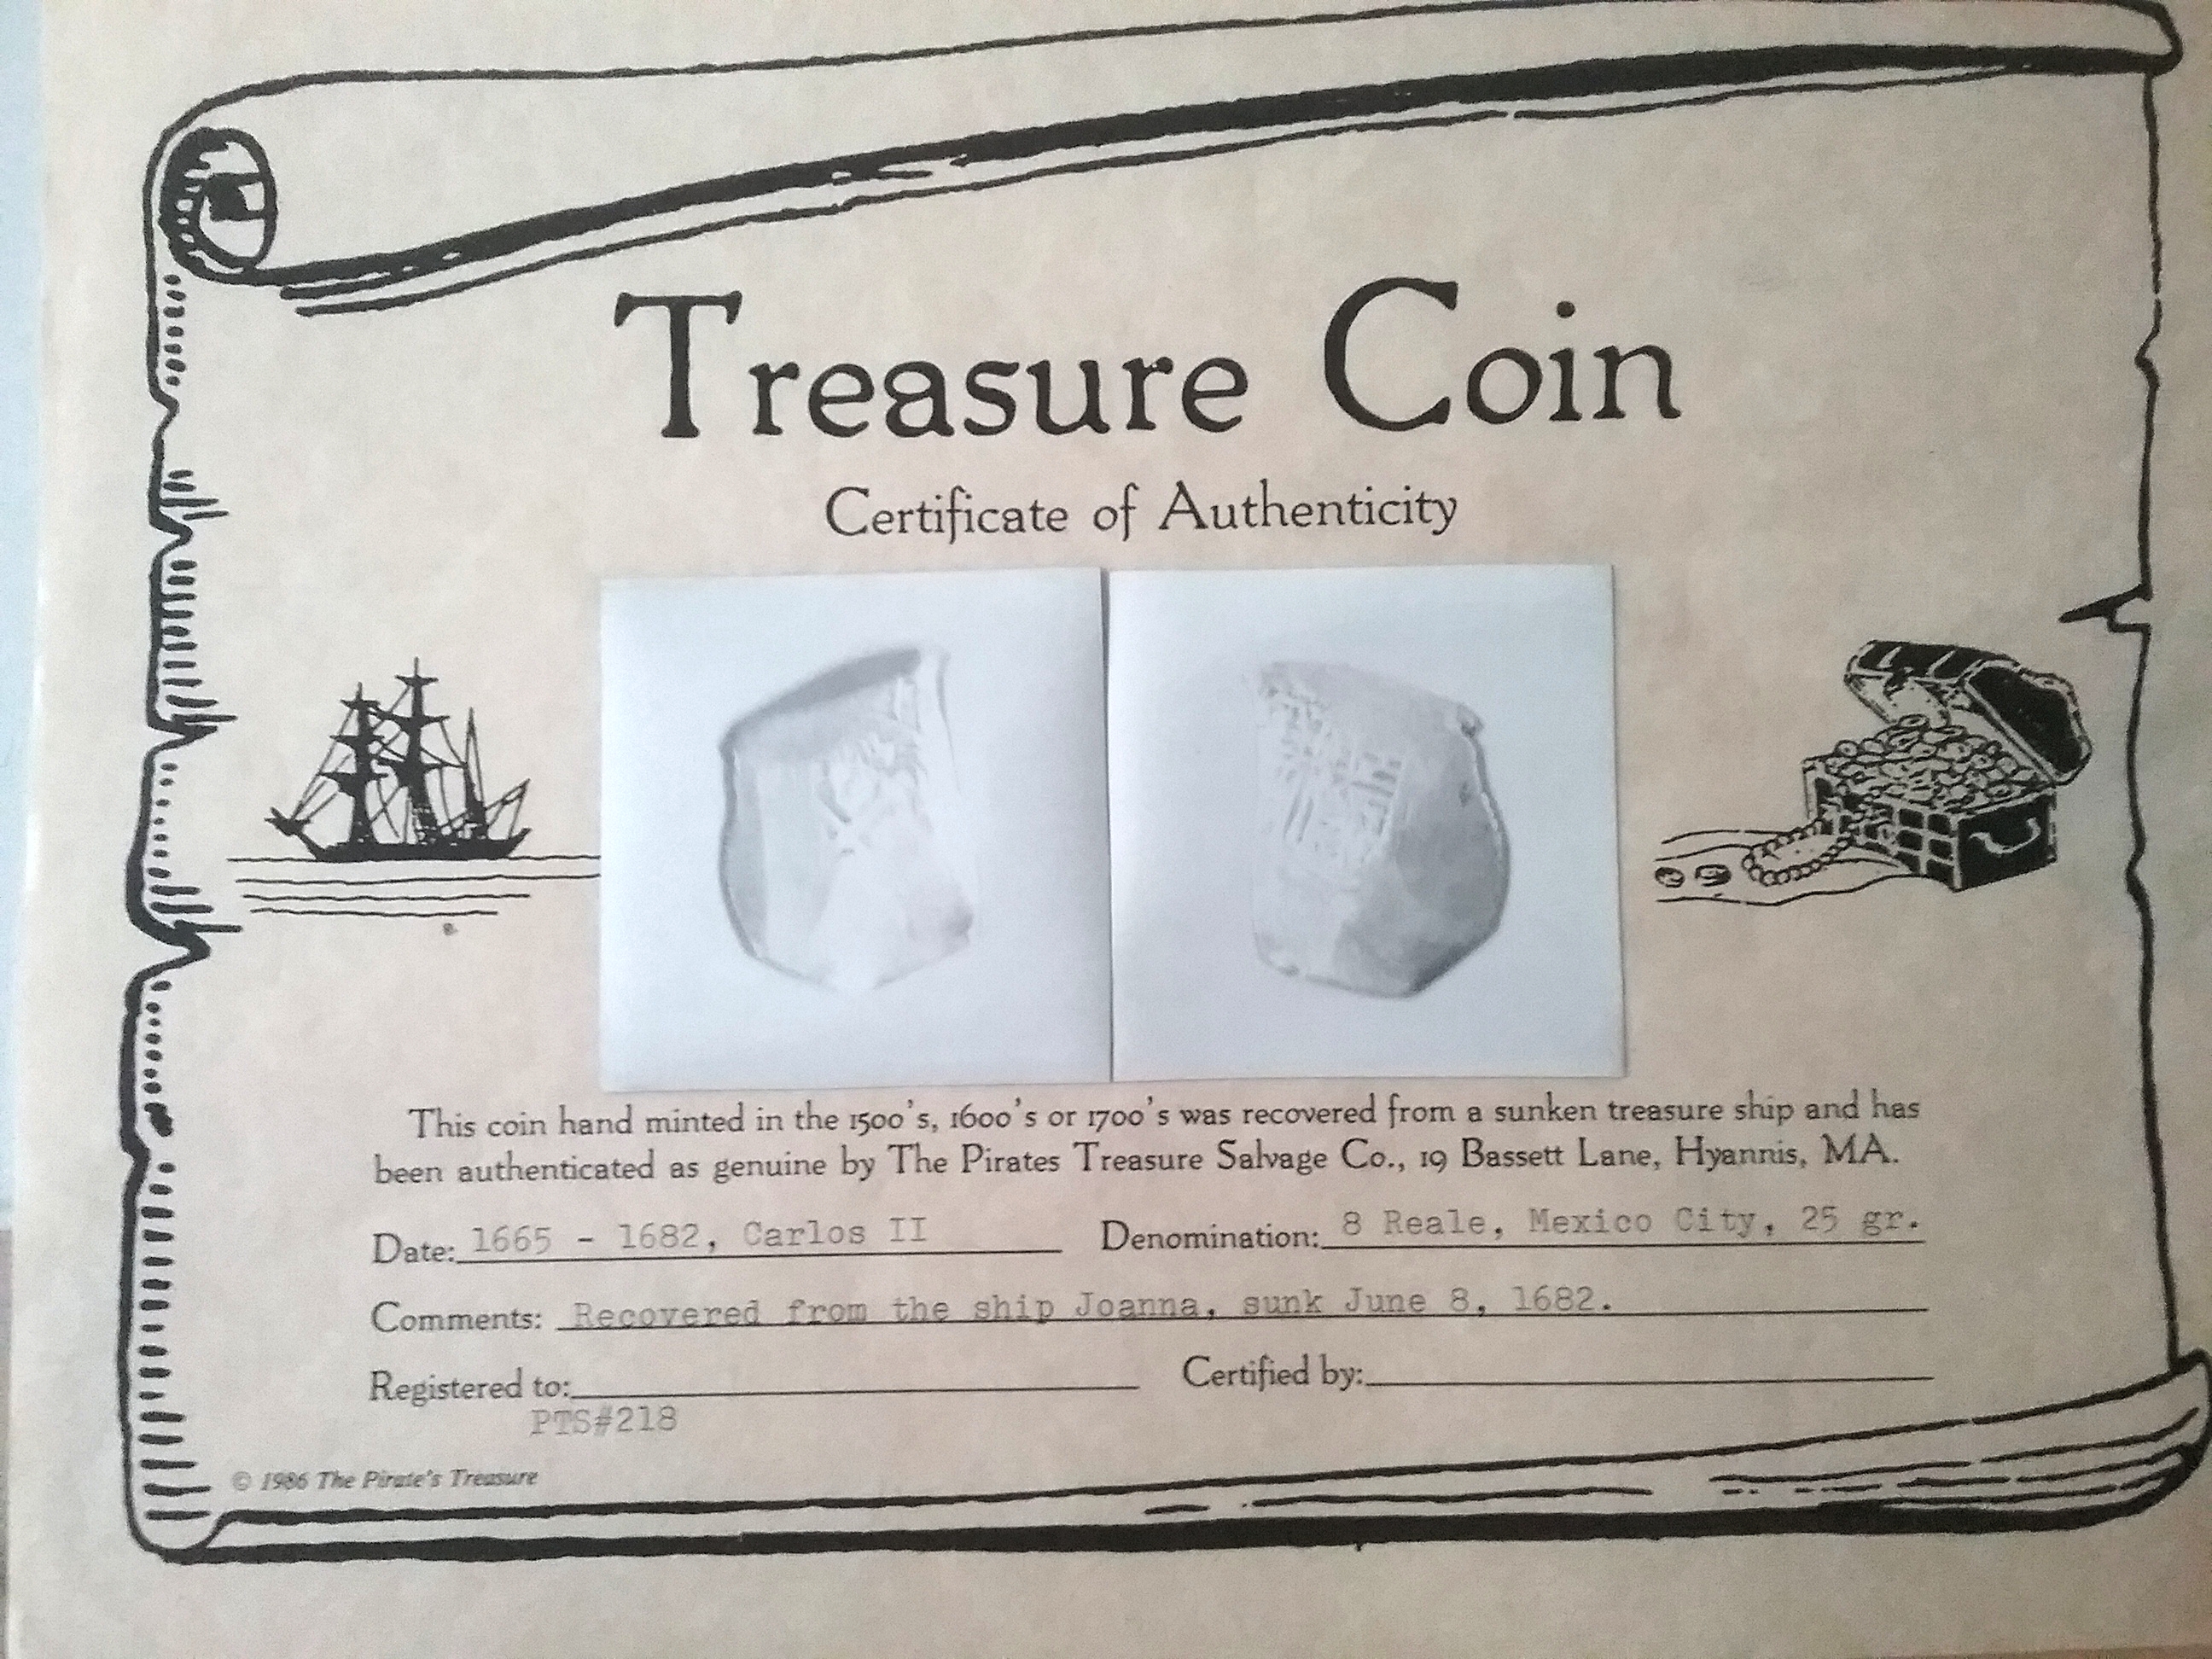 Treasure Coin
Certificate of Authenticity
This coin hand minted in the 1500's, 1600's or 1700's was recovered from a sunken treasure ship and has
been authenticated as genuine by The Pirates Treasure Salvage Co., 19 Bassett Lane, Hyannis, MA.
Date: 1665 - 1682, Carlos II Denomination: 8 Reale, Mexico City, 25 gr.
Comments: Recovered from the ship Joanna, sunk June 8, 1682.
Registered to: Certified by:
PTS#218
© 1986 The Pirate's Treasure